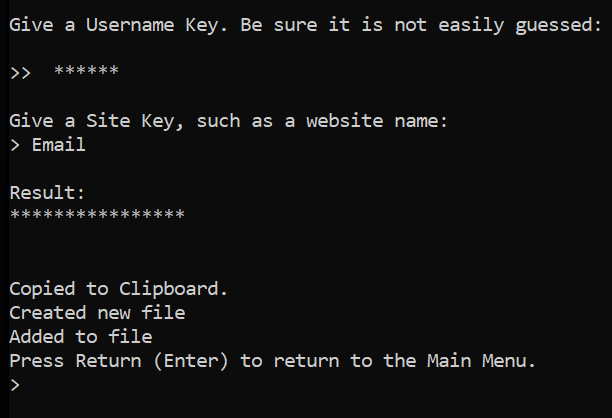 Give a Username Key. Be sure it is not easily guessed:
>>  ******
Give a Site Key, such as a website name:
> Email
Result:
****************
Copied to Clipboard.
Created new file
Added to file
Press Return (Enter) to return to the Main Menu.
>